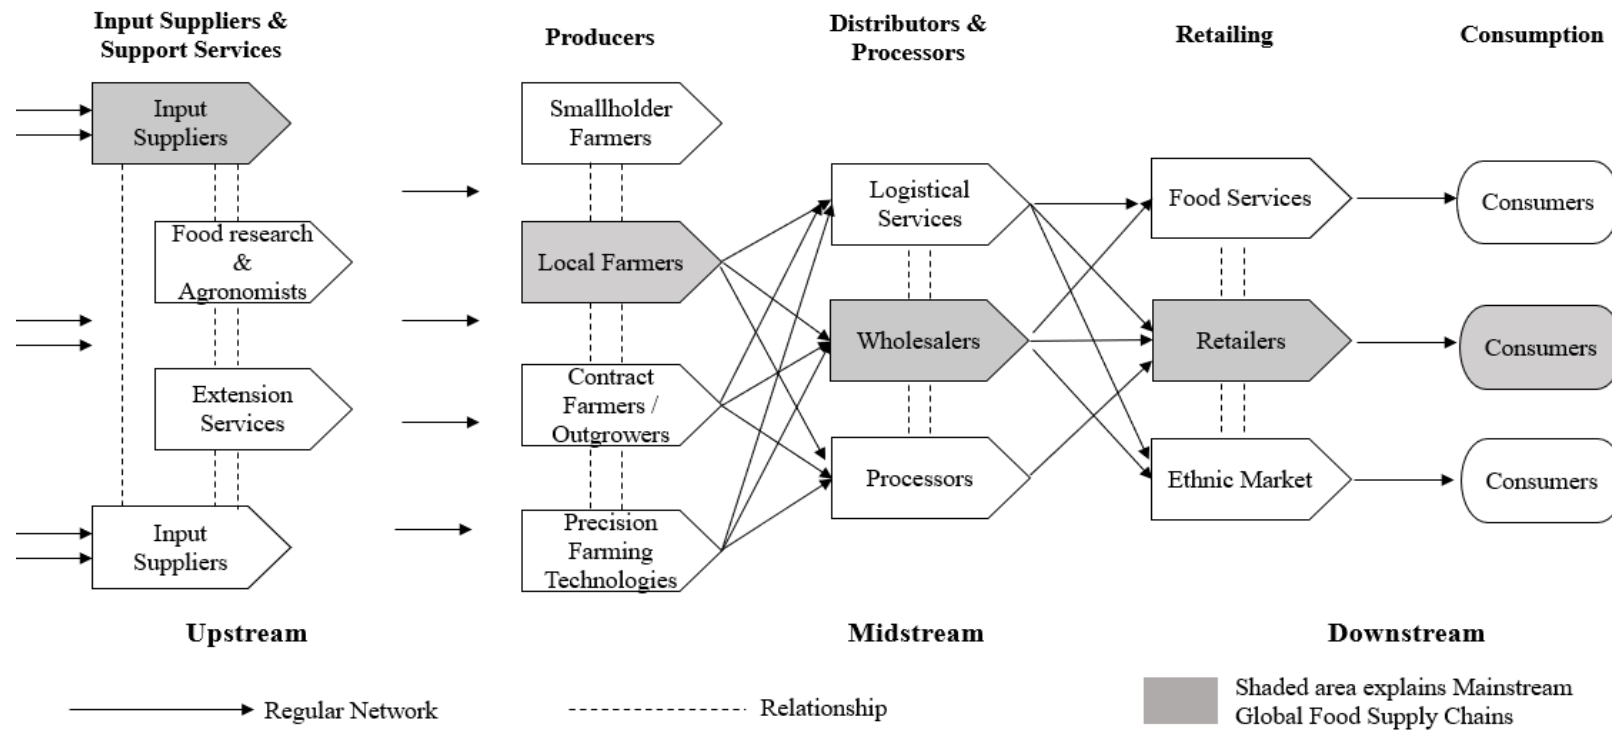 Input Suppliers &
Support Services
Producers
Distributors &
Processors
Retailing
Consumption
Input
Suppliers
Food research
&
Agronomists
Extension
Services
Input
Suppliers
Smallholder
Farmers
Local Farmers
Contract
Farmers /
Outgrowers
Precision
Farming
Technologies
Logistical
Services
Wholesalers
Processors
Food Services
Retailers
Ethnic Market
Consumers
Consumers
Consumers
Upstream
Midstream
Downstream
Regular Network
Relationship
Shaded area explains Mainstream
Global Food Supply Chains